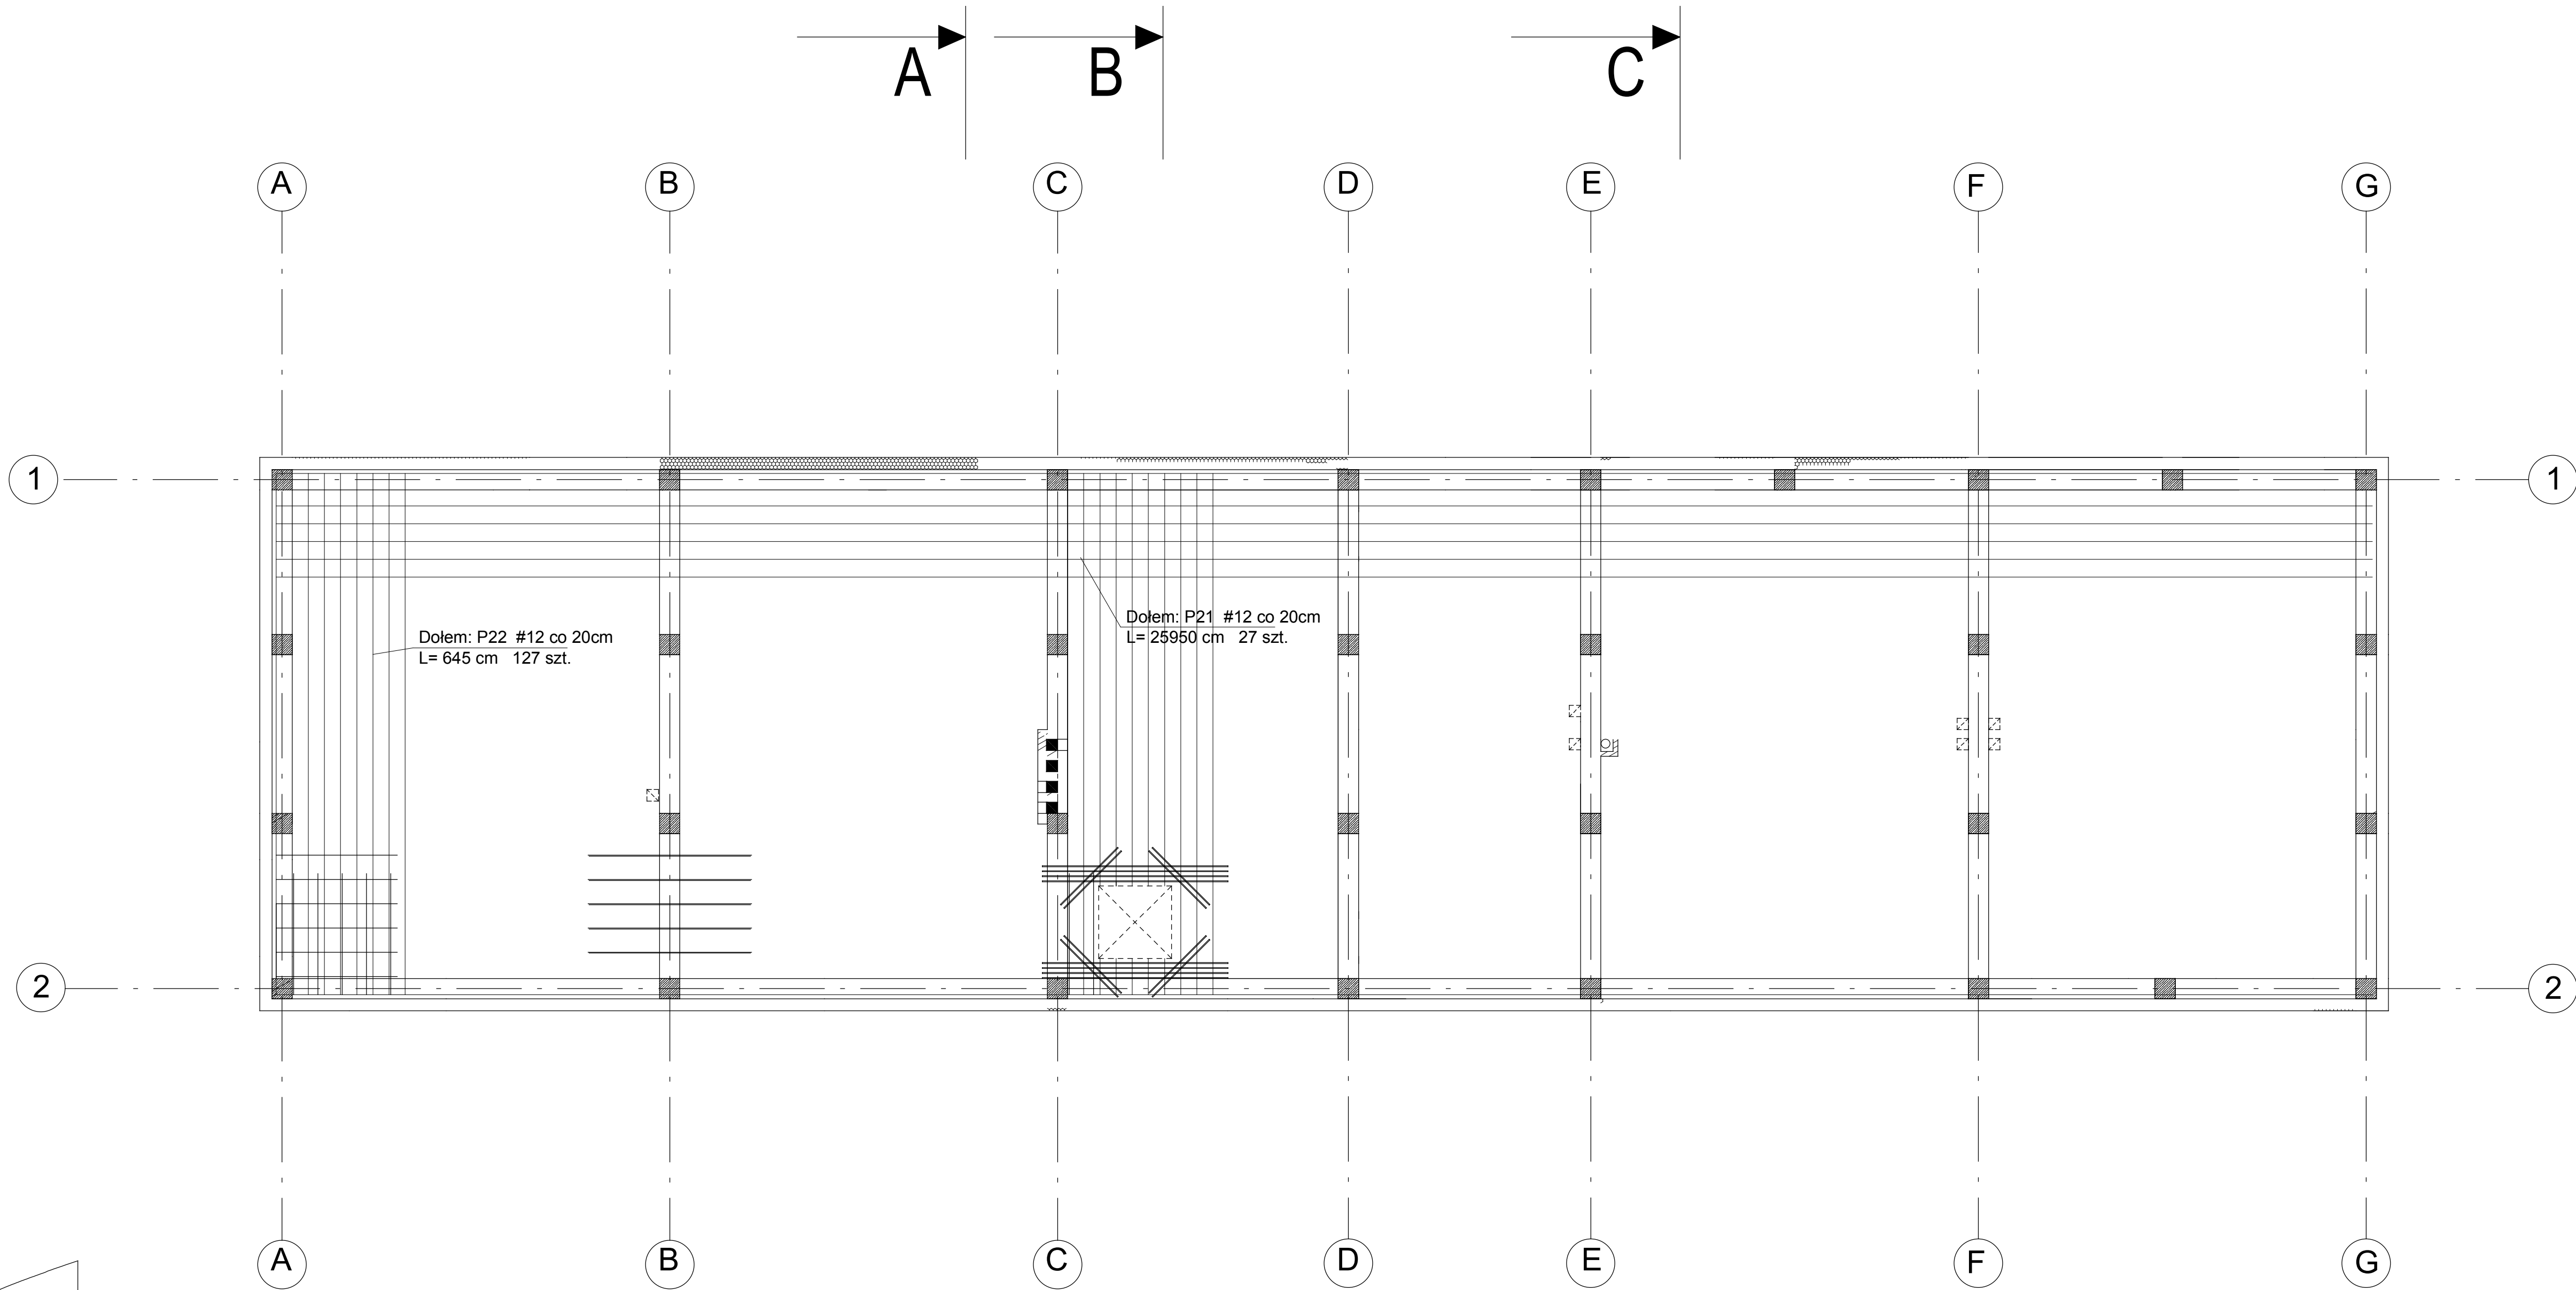 A
B
C
A
B
C
D
E
F
G
1
1
Dołem: P21 #12 co 20cm
L= 25950 cm 27 szt.
Dołem: P22 #12 co 20cm
L= 645 cm 127 szt.
2
2
A
B
C
D
E
F
G